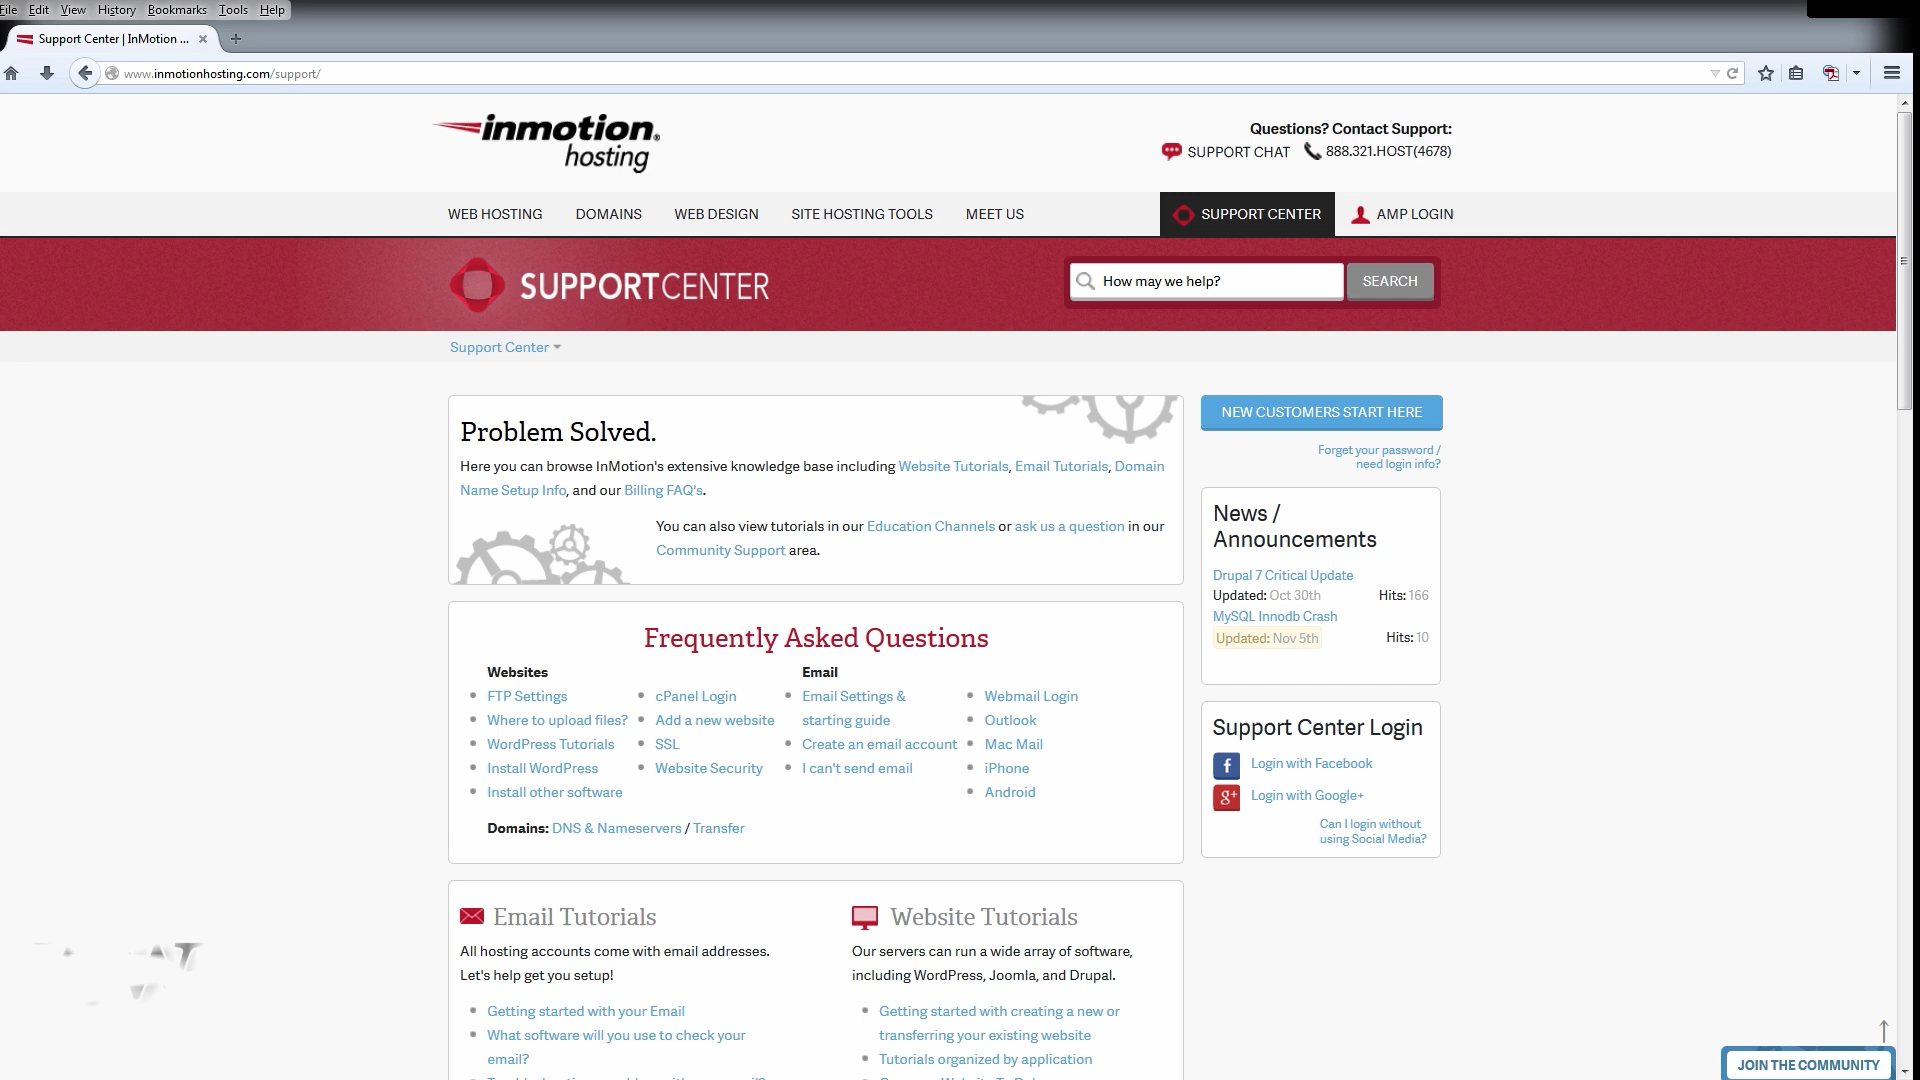 File Edit View History Bookmarks Tools Help
Support Center | InMotion ...
www.inmotionhosting.com/support/
inmotion
hosting
Questions? Contact Support:
SUPPORT CHAT 888.321.HOST(4678)
WEB HOSTING DOMAINS WEB DESIGN SITE HOSTING TOOLS MEET US SUPPORT CENTER AMP LOGIN
SUPPORTCENTER
How may we help? SEARCH
Support Center
Problem Solved.
Here you can browse InMotion's extensive knowledge base including Website Tutorials, Email Tutorials, Domain
Name Setup Info, and our Billing FAQ's.
You can also view tutorials in our Education Channels or ask us a question in our
Community Support area.
NEW CUSTOMERS START HERE
Forget your password /
need login info?
News /
Announcements
Drupal 7 Critical Update
Updated: Oct 30th Hits: 166
MySQL Innodb Crash
Updated: Nov 5th Hits: 10
Frequently Asked Questions
Websites
FTP Settings
Where to upload files?
WordPress Tutorials
Install WordPress
Install other software
cPanel Login
Add a new website
SSL
Website Security
Email
Email Settings &
starting guide
Create an email account
I can't send email
Webmail Login
Outlook
Mac Mail
iPhone
Android
Domains: DNS & Nameservers / Transfer
Support Center Login
Login with Facebook
Login with Google+
Can I login without
using Social Media?
Email Tutorials
All hosting accounts come with email addresses.
Let's help get you setup!
Getting started with your Email
What software will you use to check your
email?
Website Tutorials
Our servers can run a wide array of software,
including WordPress, Joomla, and Drupal.
Getting started with creating a new or
transferring your existing website
Tutorials organized by application
JOIN THE COMMUNITY